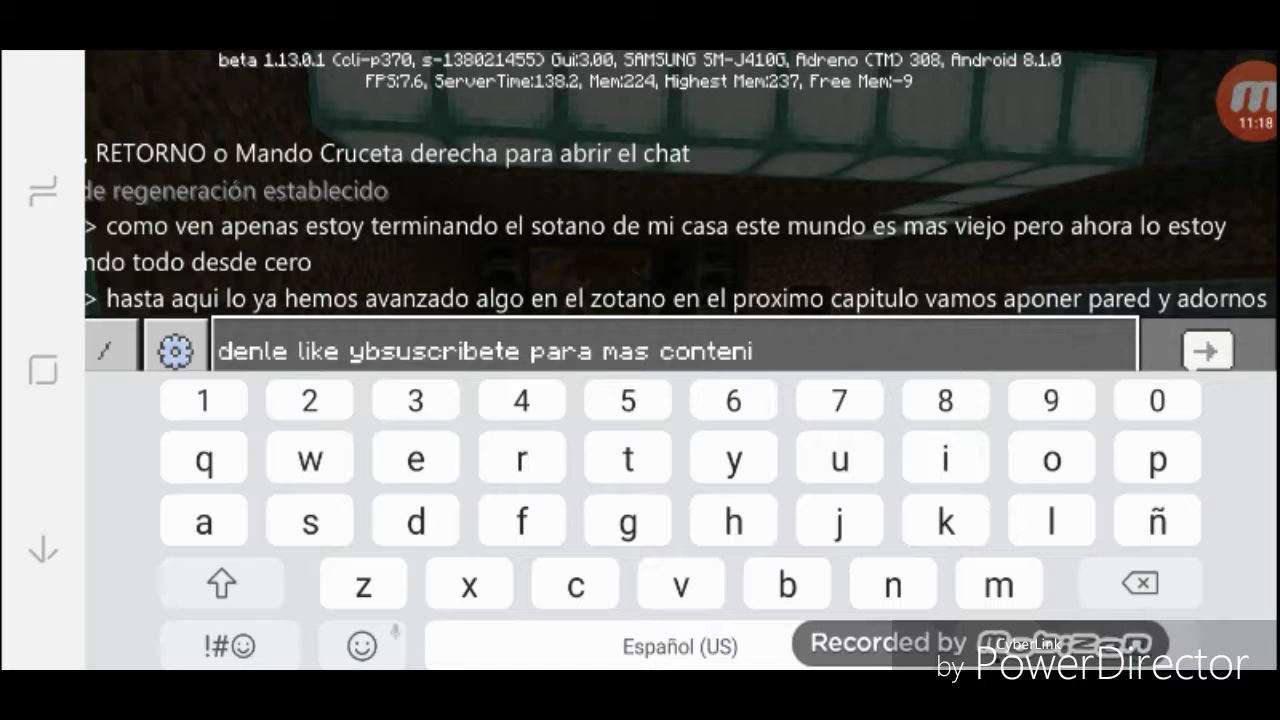 beta 1.13.0.1 (Coli-p370, s-138021455) Gui:3.00, SAMSUNG SM-J410G, Adreno (TM) 308, Android 8.1.0
FPS:7.6, ServerTime:138.2, Mem:224, Highest Mem:237, Free Mem:-9
11:18
, RETORNO o Mando Cruceta derecha para abrir el chat
de regeneración establecido
> como ven apenas estoy terminando el sotano de mi casa este mundo es mas viejo pero ahora lo estoy
ndo todo desde cero
> hasta aqui lo ya hemos avanzado algo en el zotano en el proximo capitulo vamos aponer pared y adornos
/ denle like ybsuscribete para mas conteni
1 2 3 4 5 6 7 8 9 0
q w e r t y u i o p
a s d f g h j k l ñ
z x c v b n m
!#☺ Español (US)
Recorded by Mobizen
by CyberLink PowerDirector